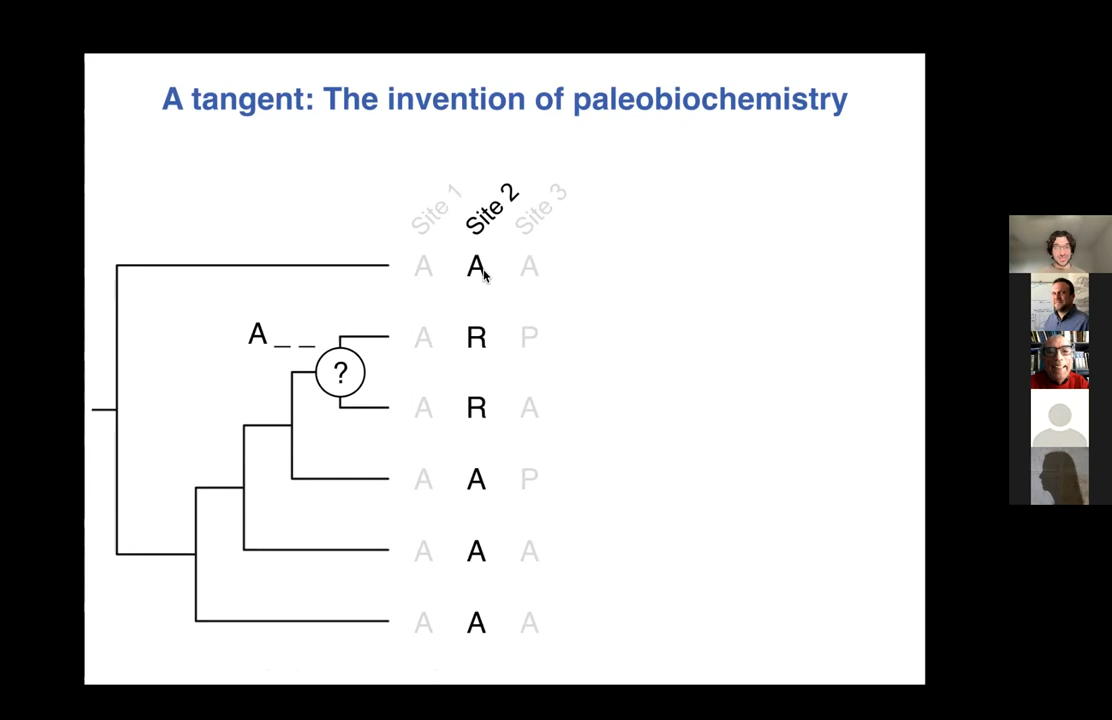 A tangent: The invention of paleobiochemistry
Site 1 Site 2 Site 3
A A A
A _ _
A R P
?
A R A
A A P
A A A
A A A